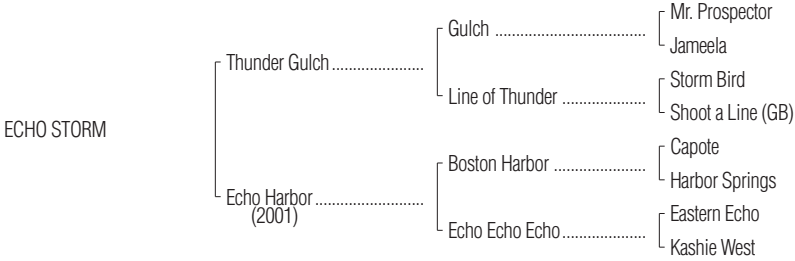 Mr. Prospector
Gulch ....................................
Jameela
Thunder Gulch ......................
Storm Bird
Line of Thunder ....................
Shoot a Line (GB)
ECHO STORM
Capote
Boston Harbor ......................
Harbor Springs
Echo Harbor ..........................
(2001)
Eastern Echo
Echo Echo Echo ....................
Kashie West